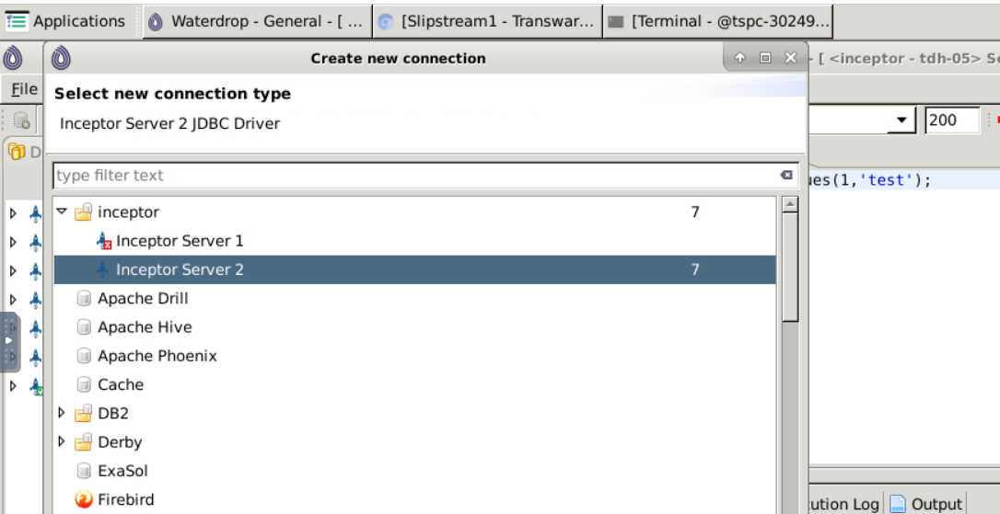 Applications
Waterdrop - General - [ ...
[Slipstream1 - Transwar...
[Terminal - @tspc-30249...
Create new connection
- [ <inceptor - tdh-05> Sc
File
Select new connection type
Inceptor Server 2 JDBC Driver
200
D
type filter text
ues(1,'test');
inceptor 7
Inceptor Server 1
Inceptor Server 2 7
Apache Drill
Apache Hive
Apache Phoenix
Cache
DB2
Derby
ExaSol
Firebird
ution Log
Output